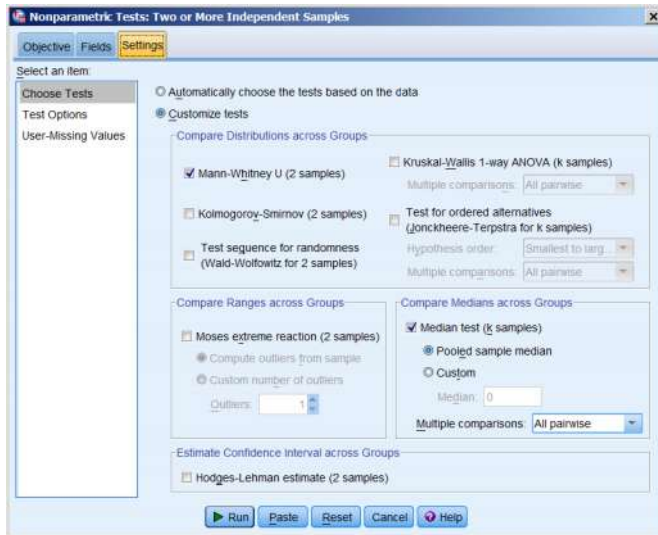 Nonparametric Tests: Two or More Independent Samples
Objective Fields Settings
Select an item:
Choose Tests
Test Options
User-Missing Values
Automatically choose the tests based on the data
Customize tests
Compare Distributions across Groups
Mann-Whitney U (2 samples)
Kolmogorov-Smirnov (2 samples)
Test sequence for randomness
(Wald-Wolfowitz for 2 samples)
Kruskal-Wallis 1-way ANOVA (k samples)
Multiple comparisons: All pairwise
Test for ordered alternatives
(Jonckheere-Terpstra for k samples)
Hypothesis order: Smallest to larg...
Multiple comparisons: All pairwise
Compare Ranges across Groups
Moses extreme reaction (2 samples)
Compute outliers from sample
Custom number of outliers
Outliers: 1
Compare Medians across Groups
Median test (k samples)
Pooled sample median
Custom
Median: 0
Multiple comparisons: All pairwise
Estimate Confidence Interval across Groups
Hodges-Lehman estimate (2 samples)
Run Paste Reset Cancel Help